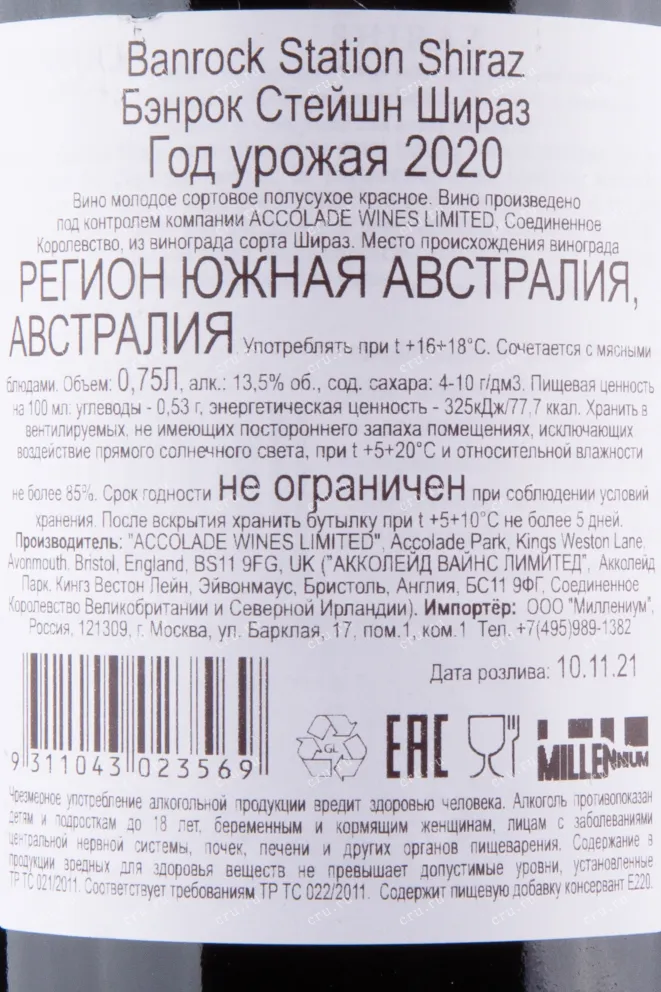 Banrock Station Shiraz
Бэнрок Стейшн Шираз
Год урожая 2020
Вино молодое сортовое полусухое красное. Вино произведено
под контролем компании ACCOLADE WINES LIMITED, Соединенное
Королевство, из винограда сорта Шираз. Место происхождения винограда
РЕГИОН ЮЖНАЯ АВСТРАЛИЯ,
АВСТРАЛИЯ Употреблять при t +16÷18°C. Сочетается с мясными
блюдами. Объем: 0,75Л, алк.: 13,5% об., сод. сахара: 4-10 г/дм3. Пищевая ценность
на 100 мл: углеводы - 0,53 г, энергетическая ценность - 325кДж/77,7 ккал. Хранить в
вентилируемых, не имеющих постороннего запаха помещениях, исключающих
воздействие прямого солнечного света, при t +5+20°C и относительной влажности
не более 85%. Срок годности не ограничен при соблюдении условий
хранения. После вскрытия хранить бутылку при t +5+10°C не более 5 дней.
Производитель: "ACCOLADE WINES LIMITED", Accolade Park, Kings Weston Lane,
Avonmouth, Bristol, England, BS11 9FG, UK ("АККОЛЕЙД ВАЙНС ЛИМИТЕД", Акколейд
Парк, Кингз Вестон Лейн, Эйвонмаус, Бристоль, Англия, БС11 9ФГ, Соединенное
Королевство Великобритании и Северной Ирландии). Импортёр: ООО "Миллениум",
Россия, 121309, г. Москва, ул. Барклая, 17, пом.1, ком.1 Тел. +7(495)989-1382
Дата розлива: 10.11.21
9 311043 023569
GL
EAC
MILLENNIUM
Чрезмерное употребление алкогольной продукции вредит здоровью человека. Алкоголь противопоказан
детям и подросткам до 18 лет, беременным и кормящим женщинам, лицам с заболеваниями
центральной нервной системы, почек, печени и других органов пищеварения. Содержание в
продукции вредных для здоровья веществ не превышает допустимые уровни, установленные
ТР ТС 021/2011. Соответствует требованиям ТР ТС 022/2011. Содержит пищевую добавку консервант Е220.